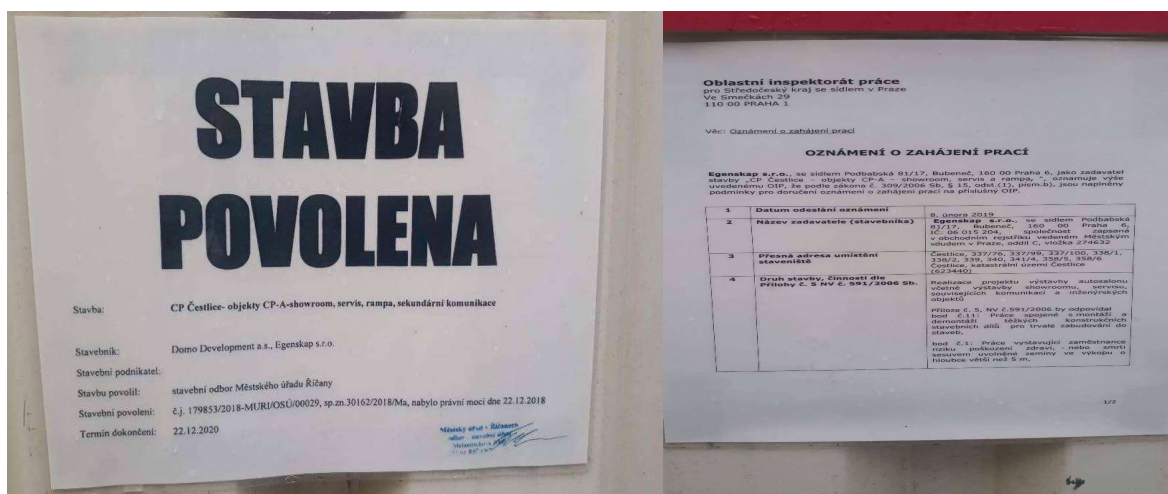 STAVBA
POVOLENA
Stavba: CP Čestlice- objekty CP-A-showroom, servis, rampa, sekundární komunikace
Stavebník: Domo Development a.s., Egenskap s.r.o.
Stavební podnikatel:
Stavbu povolil: stavební odbor Městského úřadu Říčany
Stavební povolení: č.j. 179853/2018-MURI/OSÚ/00029, sp.zn.30162/2018/Ma, nabylo právní moci dne 22.12.2018
Termín dokončení: 22.12.2020
Městský úřad v Říčanech
Oblastní inspektorát práce
pro Středočeský kraj se sídlem v Praze
Ve Smečkách 29
110 00 PRAHA 1
Věc: Oznámení o zahájení prací
OZNÁMENÍ O ZAHÁJENÍ PRACÍ
Egenskap s.r.o., se sídlem Podbabská 81/17, Bubeneč, 160 00 Praha 6, jako zadavatel
stavby „CP Čestlice - objekty CP-A - showroom, servis a rampa, “, oznamuje výše
uvedenému OIP, že podle zákona č. 309/2006 Sb, § 15, odst.(1), písm.b), jsou naplněny
podmínky pro doručení oznámení o zahájení prací na příslušný OIP.
1 Datum odeslání oznámení 8. února 2019
2 Název zadavatele (stavebníka) Egenskap s.r.o., se sídlem Podbabská
81/17, Bubeneč, 160 00 Praha 6,
IČ: 06 015 204, společnost zapsaná
v obchodním rejstříku vedeném Městským
soudem v Praze, oddíl C, vložka 274632
3 Přesná adresa umístění
staveniště
Čestlice, 337/76, 337/99, 337/100, 338/1,
338/2, 339, 340, 341/4, 358/5, 358/6
Čestlice, katastrální území Čestlice
(623440)
4 Druh stavby, činnosti dle
Přílohy č. 5 NV č. 591/2006 Sb.
Realizace projektu výstavby autosalonu
včetně výstavby showroomu, servisu,
souvisejících komunikací a inženýrských
objektů
Příloze č. 5, NV č.591/2006 by odpovídal
bod č.11: Práce spojené s montáží a
demontáží těžkých konstrukčních
stavebních dílů pro trvalé zabudování do
staveb,
bod č.1: Práce vystavující zaměstnance
riziku poškození zdraví, nebo smrti
sesuvem uvolněné zeminy ve výkopu o
hloubce větší než 5 m,
1/2